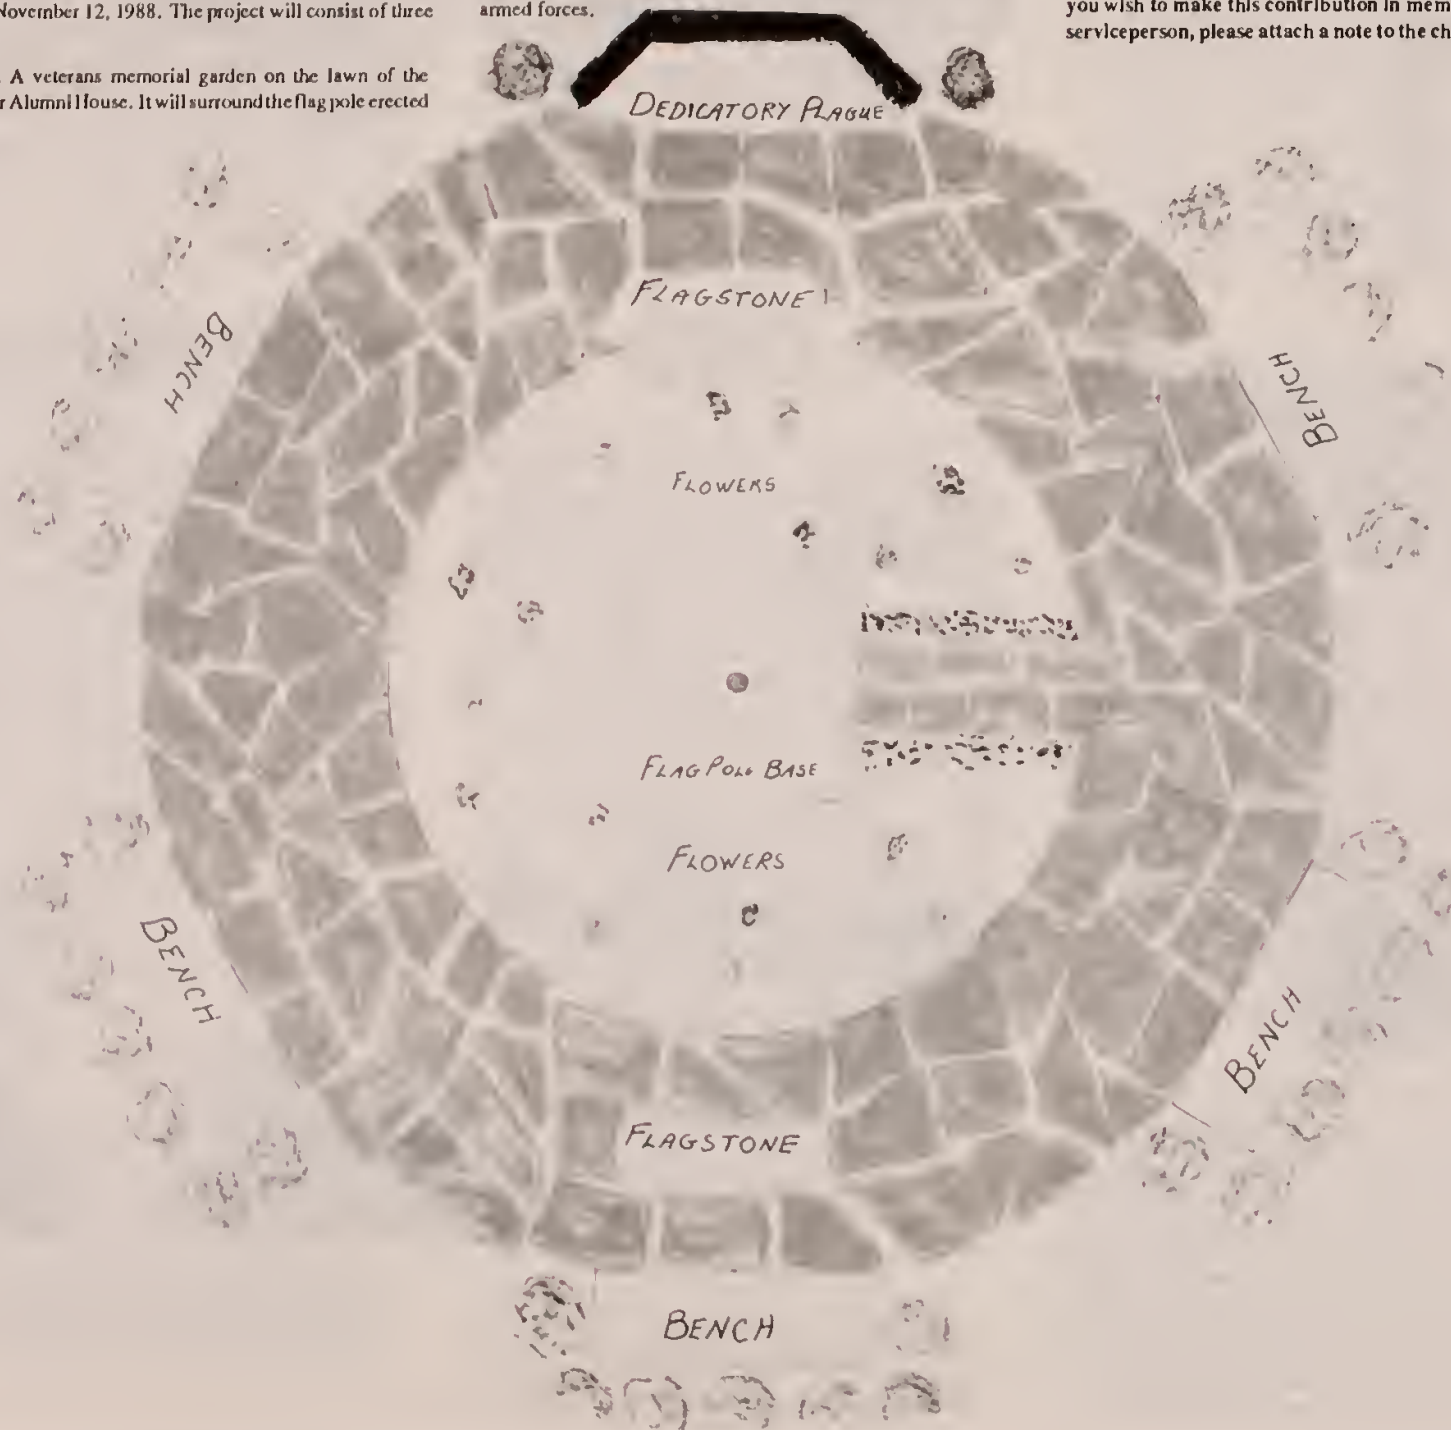 November 12, 1988. The project will consist of three
A veterans memorial garden on the lawn of the
r Alumni House. It will surround the flag pole erected
armed forces.
you wish to make this contribution in mem
serviceperson, please attach a note to the ch
DEDICATORY PLAGUE
FLAGSTONE
BENCH
BENCH
FLOWERS
FLAG POLE BASE
FLOWERS
BENCH
BENCH
FLAGSTONE
BENCH